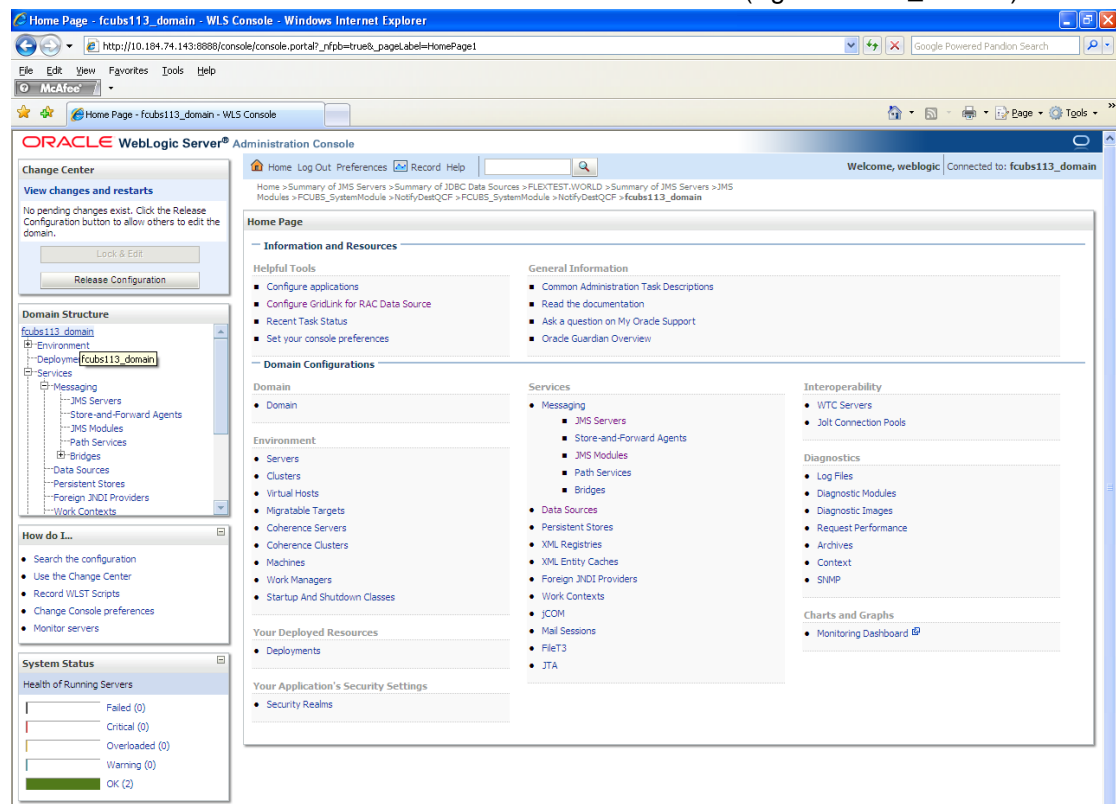 Home Page - fcubs113_domain - WLS Console - Windows Internet Explorer
http://10.184.74.143:8888/console/console.portal?_nfpb=true&_pageLabel=HomePage1
Google Powered Pandion Search
File Edit View Favorites Tools Help
McAfee
Home Page - fcubs113_domain - WLS Console
Page Tools
ORACLE WebLogic Server® Administration Console
Change Center
View changes and restarts
No pending changes exist. Click the Release
Configuration button to allow others to edit the
domain.
Lock & Edit
Release Configuration
Domain Structure
fcubs113_domain
Environment
Deployme
fcubs113_domain
Services
Messaging
JMS Servers
Store-and-Forward Agents
JMS Modules
Path Services
Bridges
Data Sources
Persistent Stores
Foreign JNDI Providers
Work Contexts
How do I...
Search the configuration
Use the Change Center
Record WLST Scripts
Change Console preferences
Monitor servers
System Status
Health of Running Servers
Failed (0)
Critical (0)
Overloaded (0)
Warning (0)
OK (2)
Home Log Out Preferences Record Help
Welcome, weblogic Connected to: fcubs113_domain
Home >Summary of JMS Servers >Summary of JDBC Data Sources >FLEXTEST.WORLD >Summary of JMS Servers >JMS
Modules >FCUBS_SystemModule >NotifyDestQCF >FCUBS_SystemModule >NotifyDestQCF >fcubs113_domain
Home Page
Information and Resources
Helpful Tools
Configure applications
Configure GridLink for RAC Data Source
Recent Task Status
Set your console preferences
General Information
Common Administration Task Descriptions
Read the documentation
Ask a question on My Oracle Support
Oracle Guardian Overview
Domain Configurations
Domain
Domain
Environment
Servers
Clusters
Virtual Hosts
Migratable Targets
Coherence Servers
Coherence Clusters
Machines
Work Managers
Startup And Shutdown Classes
Your Deployed Resources
Deployments
Your Application's Security Settings
Security Realms
Services
Messaging
JMS Servers
Store-and-Forward Agents
JMS Modules
Path Services
Bridges
Data Sources
Persistent Stores
XML Registries
XML Entity Caches
Foreign JNDI Providers
Work Contexts
jCOM
Mail Sessions
FileT3
JTA
Interoperability
WTC Servers
Jolt Connection Pools
Diagnostics
Log Files
Diagnostic Modules
Diagnostic Images
Request Performance
Archives
Context
SNMP
Charts and Graphs
Monitoring Dashboard